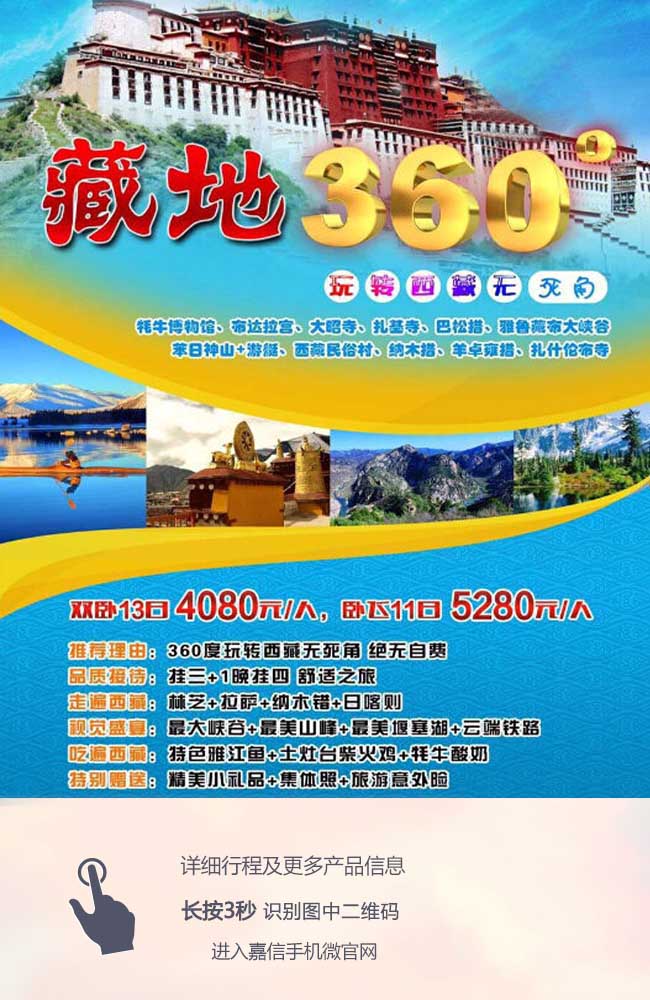 藏地360°
玩转西藏无死角
牦牛博物馆、布达拉宫、大昭寺、扎基寺、巴松措、雅鲁藏布大峡谷
苯日神山+游艇、西藏民俗村、纳木措、羊卓雍措、扎什伦布寺
双卧13日 4080元/人，卧飞11日 5280元/人
推荐理由：360度玩转西藏无死角 绝无自费
品质接待：挂三+1晚挂四 舒适之旅
走遍西藏：林芝+拉萨+纳木错+日喀则
视觉盛宴：最大峡谷+最美山峰+最美堰塞湖+云端铁路
吃遍西藏：特色雅江鱼+土灶台柴火鸡+牦牛酸奶
特别赠送：精美小礼品+集体照+旅游意外险
详细行程及更多产品信息
长按3秒 识别图中二维码
进入嘉信手机微官网